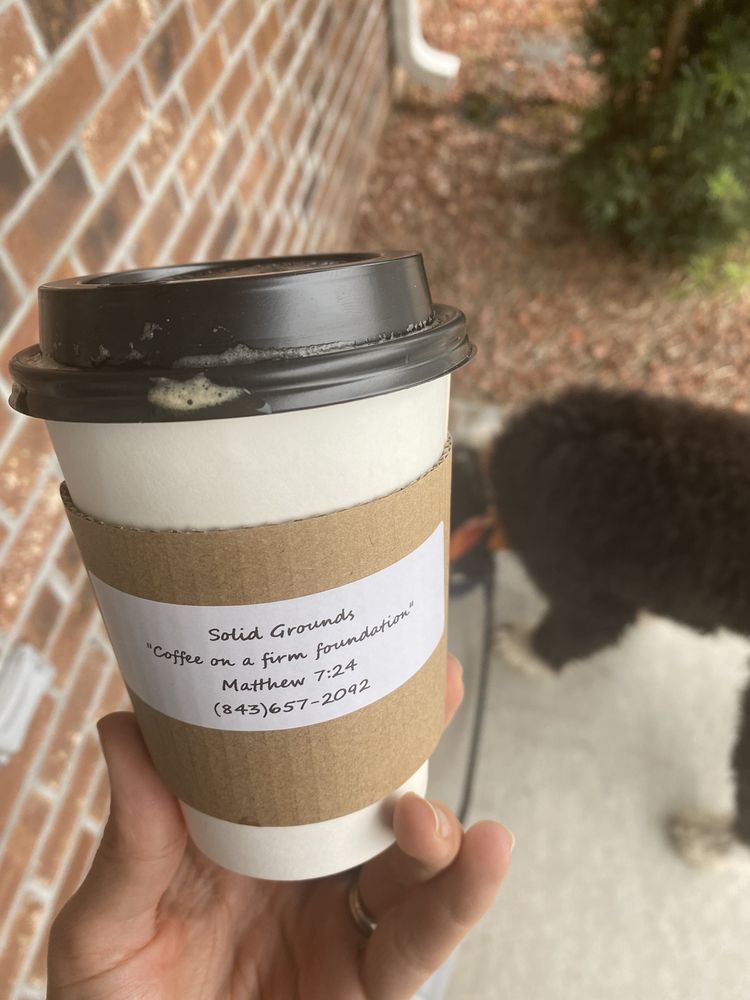 Solid Grounds
"Coffee on a firm foundation"
Matthew 7:24
(843)657-2092